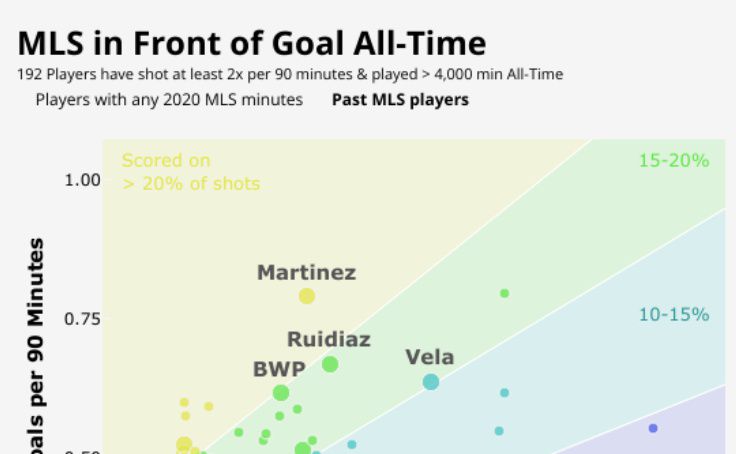 MLS in Front of Goal All-Time
192 Players have shot at least 2x per 90 minutes & played > 4,000 min All-Time
Players with any 2020 MLS minutes Past MLS players
Scored on
> 20% of shots
15-20%
1.00
Martinez
0.75
10-15%
Ruidiaz
Vela
BWP
per 90 Minutes